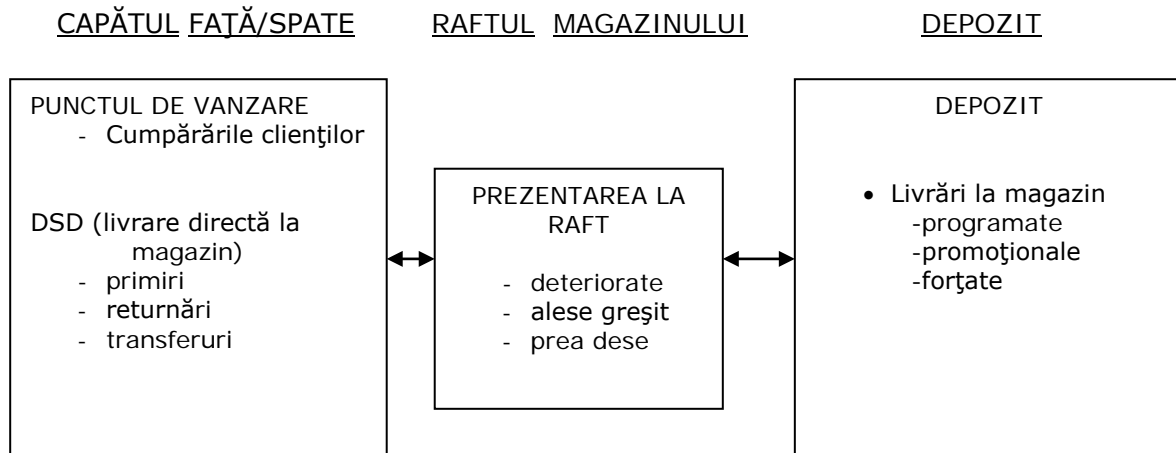 CAPĂTUL FAŢĂ/SPATE
RAFTUL MAGAZINULUI
DEPOZIT
PUNCTUL DE VANZARE
- Cumpărările clienţilor
DSD (livrare directă la
magazin)
- primiri
- returnări
- transferuri
PREZENTAREA LA
RAFT
- deteriorate
- alese greşit
- prea dese
DEPOZIT
• Livrări la magazin
-programate
-promoţionale
-forţate